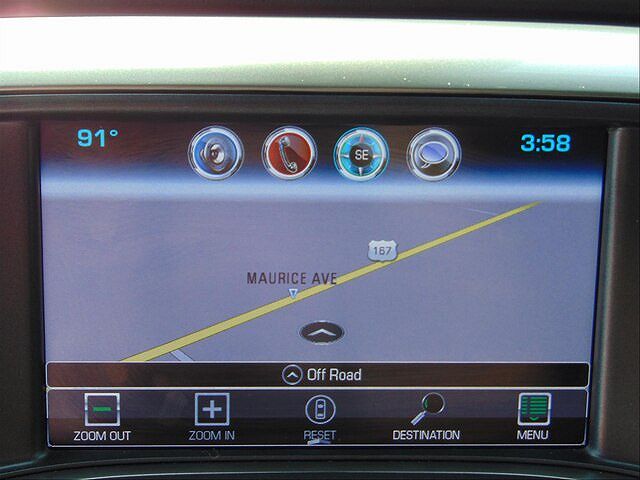 91° SE 3:58
167
MAURICE AVE
Off Road
ZOOM OUT ZOOM IN RESET DESTINATION MENU